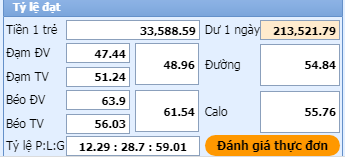 Tỷ lệ đạt
Tiền 1 trẻ 33,588.59 Dư 1 ngày 213,521.79
Đạm ĐV 47.44 48.96 Đường 54.84
Đạm TV 51.24
Béo ĐV 63.9 61.54 Calo 55.76
Béo TV 56.03
Tỷ lệ P:L:G 12.29 : 28.7 : 59.01 Đánh giá thực đơn